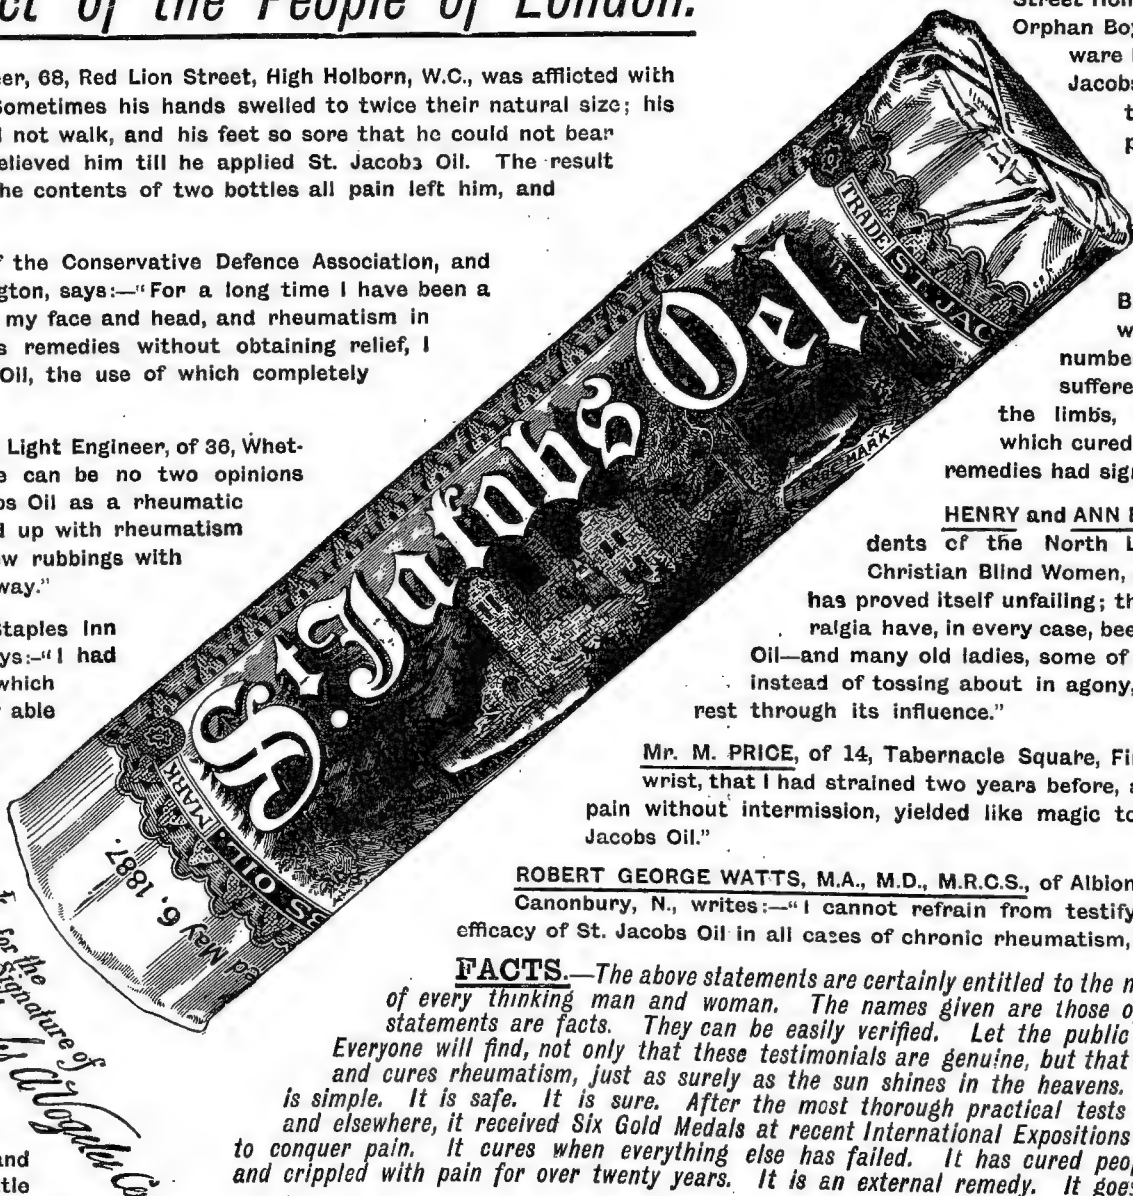 ct of the People of London.
er, 68, Red Lion Street, High Holborn, W.C., was afflicted with
Sometimes his hands swelled to twice their natural size; his
not walk, and his feet so sore that he could not bear
elieved him till he applied St. Jacobs Oil. The result
he contents of two bottles all pain left him, and
the Conservative Defence Association, and
gton, says:—"For a long time I have been a
my face and head, and rheumatism in
s remedies without obtaining relief, I
Oil, the use of which completely
Light Engineer, of 36, Whet-
e can be no two opinions
bs Oil as a rheumatic
d up with rheumatism
ew rubbings with
way."
Staples Inn
ys:-"I had
which
able
TRADE ST. JAC
St. Jakobs Oel
TRADE MARK
MARK
BS OIL.
ed May 6, 1887.
for the
Signature of
les A Vogeler Co
and
tle
Orphan Boy
ware
Jacobs
t
p
B
w
numbe
suffere
the limbs,
which cured
remedies had sig
HENRY and ANN
dents of the North L
Christian Blind Women,
has proved itself unfailing; th
ralgia have, in every case, bee
Oil—and many old ladies, some of
instead of tossing about in agony,
rest through its influence."
Mr. M. PRICE, of 14, Tabernacle Square, Fi
wrist, that I had strained two years before, a
pain without intermission, yielded like magic to
Jacobs Oil."
ROBERT GEORGE WATTS, M.A., M.D., M.R.C.S., of Albion
Canonbury, N., writes:—"I cannot refrain from testify
efficacy of St. Jacobs Oil in all cases of chronic rheumatism,
FACTS.—The above statements are certainly entitled to the
of every thinking man and woman. The names given are those o
statements are facts. They can be easily verified. Let the public
Everyone will find, not only that these testimonials are genuine, but that
and cures rheumatism, just as surely as the sun shines in the heavens.
is simple. It is safe. It is sure. After the most thorough practical tests
and elsewhere, it received Six Gold Medals at recent International Expositions
to conquer pain. It cures when everything else has failed. It has cured peo
and crippled with pain for over twenty years. It is an external remedy. It goe